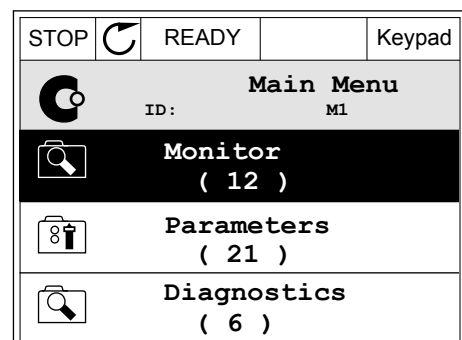 STOP READY Keypad
Main Menu
ID: M1
Monitor
( 12 )
Parameters
( 21 )
Diagnostics
( 6 )